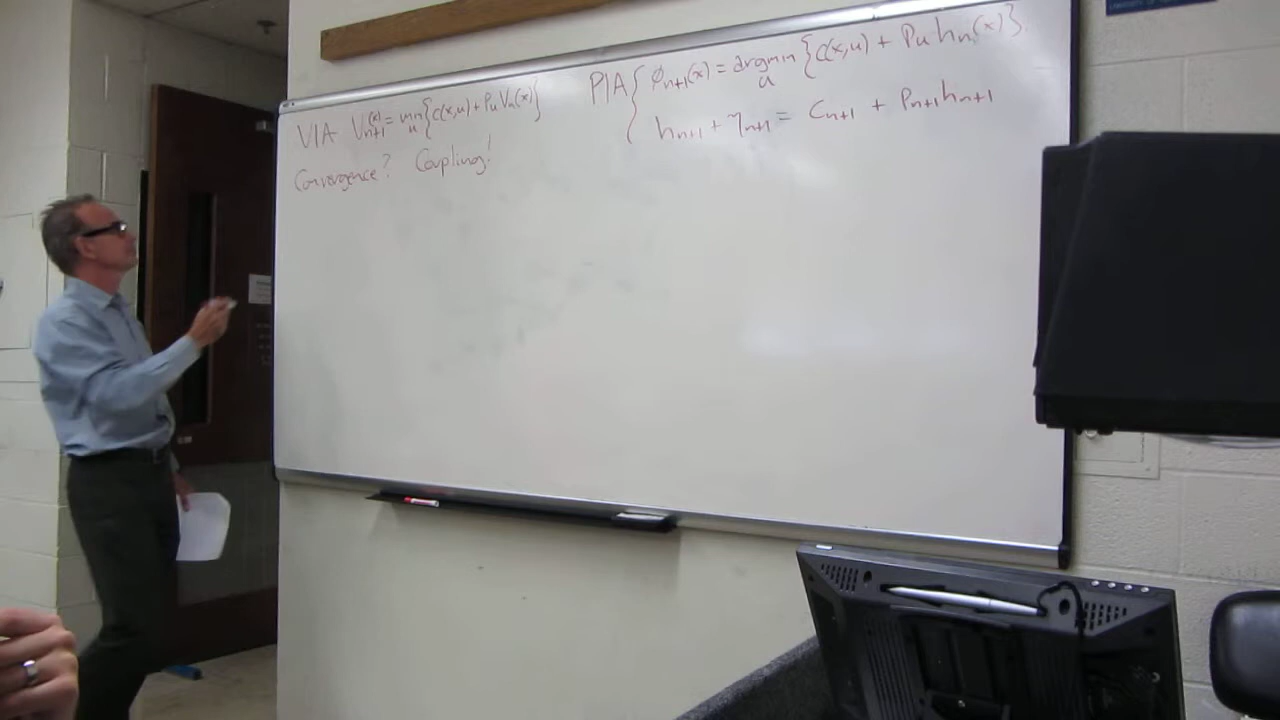 VIA V_{n+1}^{(x)} = min_u {c(x,u) + P_u V_n(x)}
Convergence? Coupling!
PIA { φ_{n+1}(x) = argmin_u {c(x,u) + P_u h_n(x)}
h_{n+1} + η_{n+1} = C_{n+1} + P_{n+1} h_{n+1}